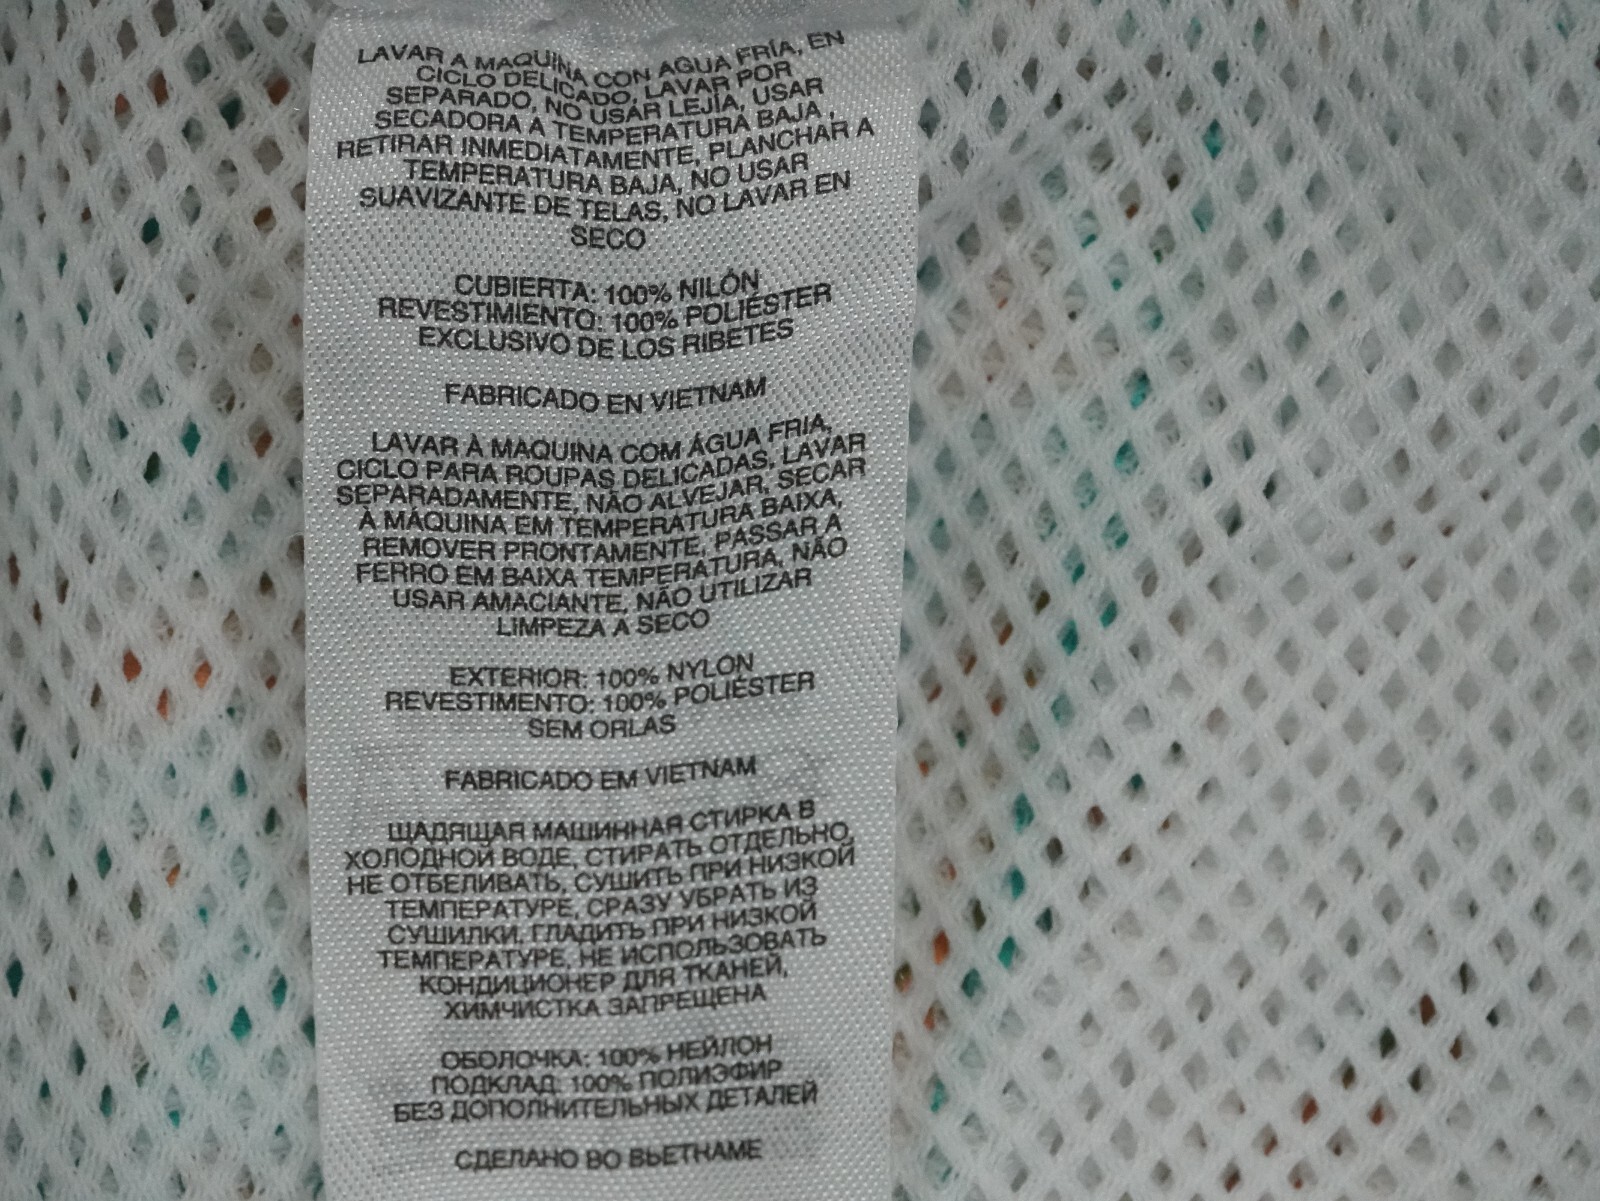 LAVAR A MAQUINA CON AGUA FRÍA, EN
CICLO DELICADO, LAVAR POR
SEPARADO, NO USAR LEJÍA, USAR
SECADORA A TEMPERATURA BAJA,
RETIRAR INMEDIATAMENTE, PLANCHAR A
TEMPERATURA BAJA, NO USAR
SUAVIZANTE DE TELAS, NO LAVAR EN
SECO
CUBIERTA: 100% NILÓN
REVESTIMIENTO: 100% POLIÉSTER
EXCLUSIVO DE LOS RIBETES
FABRICADO EN VIETNAM
LAVAR À MAQUINA COM ÁGUA FRIA,
CICLO PARA ROUPAS DELICADAS, LAVAR
SEPARADAMENTE, NÃO ALVEJAR, SECAR
À MÁQUINA EM TEMPERATURA BAIXA,
REMOVER PRONTAMENTE, PASSAR A
FERRO EM BAIXA TEMPERATURA, NÃO
USAR AMACIANTE, NÃO UTILIZAR
LIMPEZA A SECO
EXTERIOR: 100% NYLON
REVESTIMENTO: 100% POLIÉSTER
SEM ORLAS
FABRICADO EM VIETNAM
ЩАДЯЩАЯ МАШИННАЯ СТИРКА В
ХОЛОДНОЙ ВОДЕ, СТИРАТЬ ОТДЕЛЬНО,
НЕ ОТБЕЛИВАТЬ, СУШИТЬ ПРИ НИЗКОЙ
ТЕМПЕРАТУРЕ, СРАЗУ УБРАТЬ ИЗ
СУШИЛКИ, ГЛАДИТЬ ПРИ НИЗКОЙ
ТЕМПЕРАТУРЕ, НЕ ИСПОЛЬЗОВАТЬ
КОНДИЦИОНЕР ДЛЯ ТКАНЕЙ,
ХИМЧИСТКА ЗАПРЕЩЕНА
ОБОЛОЧКА: 100% НЕЙЛОН
ПОДКЛАД: 100% ПОЛИЭФИР
БЕЗ ДОПОЛНИТЕЛЬНЫХ ДЕТАЛЕЙ
СДЕЛАНО ВО ВЬЕТНАМЕ